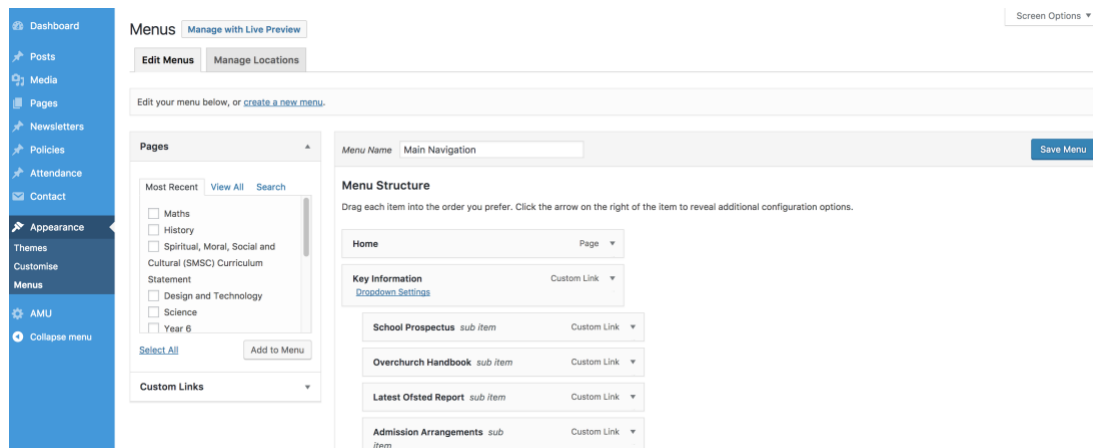 Dashboard
Posts
Media
Pages
Newsletters
Policies
Attendance
Contact
Appearance
Themes
Customise
Menus
AMU
Collapse menu
Screen Options ▼
Menus Manage with Live Preview
Edit Menus Manage Locations
Edit your menu below, or create a new menu.
Pages
Most Recent View All Search
Maths
History
Spiritual, Moral, Social and
Cultural (SMSC) Curriculum
Statement
Design and Technology
Science
Year 6
Select All Add to Menu
Custom Links
Menu Name Main Navigation Save Menu
Menu Structure
Drag each item into the order you prefer. Click the arrow on the right of the item to reveal additional configuration options.
Home Page
Key Information Custom Link
Dropdown Settings
School Prospectus sub item Custom Link
Overchurch Handbook sub item Custom Link
Latest Ofsted Report sub item Custom Link
Admission Arrangements sub Custom Link
item